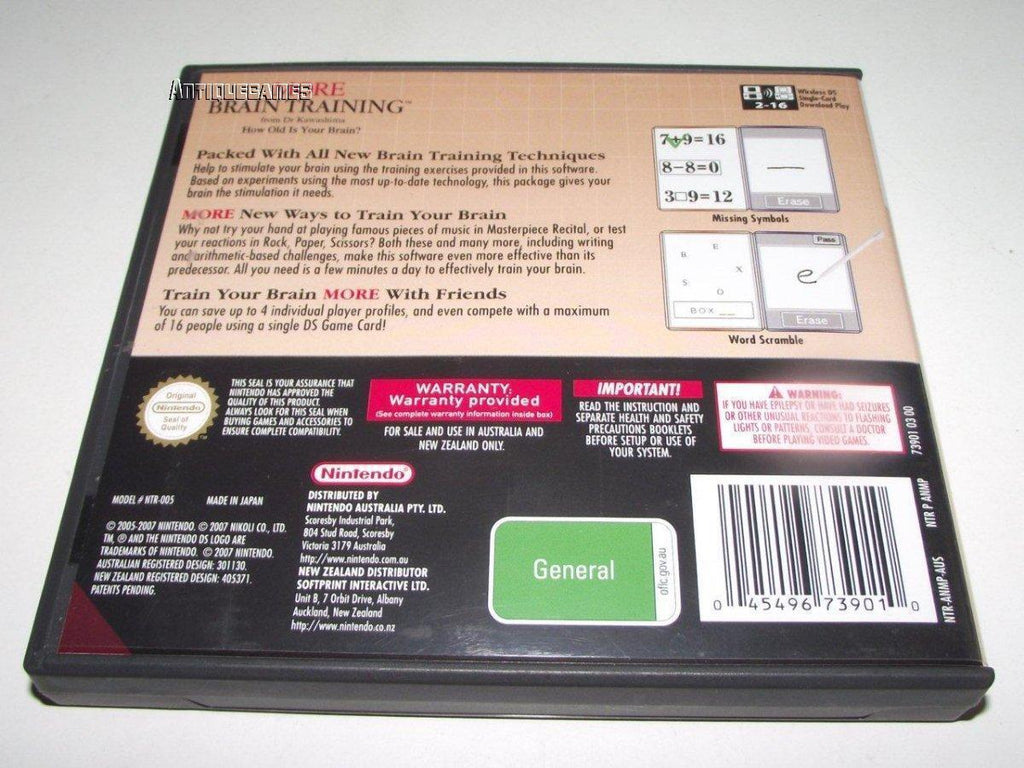 ANTIQUEGAMES
MORE
BRAIN TRAINING™
from Dr Kawashima
How Old Is Your Brain?
Packed With All New Brain Training Techniques
Help to stimulate your brain using the training exercises provided in this software.
Based on experiments using the most up-to-date technology, this package gives your
brain the stimulation it needs.
MORE New Ways to Train Your Brain
Why not try your hand at playing famous pieces of music in Masterpiece Recital, or test
your reactions in Rock, Paper, Scissors? Both these and many more, including writing
and arithmetic-based challenges, make this software even more effective than its
predecessor. All you need is a few minutes a day to effectively train your brain.
Train Your Brain MORE With Friends
You can save up to 4 individual player profiles, and even compete with a maximum
of 16 people using a single DS Game Card!
2-16
Wireless DS
Single-Card
Download Play
7+9=16
8-8=0
3□9=12
Erase
Missing Symbols
B
E
X
S
O
BOX _ _
Pass
e
Erase
Word Scramble
Original
Nintendo
Seal of
Quality
THIS SEAL IS YOUR ASSURANCE THAT
NINTENDO HAS APPROVED THE
QUALITY OF THIS PRODUCT.
ALWAYS LOOK FOR THIS SEAL WHEN
BUYING GAMES AND ACCESSORIES TO
ENSURE COMPLETE COMPATIBILITY.
WARRANTY:
Warranty provided
(See complete warranty information inside box)
FOR SALE AND USE IN AUSTRALIA AND
NEW ZEALAND ONLY.
IMPORTANT!
READ THE INSTRUCTION AND
SEPARATE HEALTH AND SAFETY
PRECAUTIONS BOOKLETS
BEFORE SETUP OR USE OF
YOUR SYSTEM.
WARNING:
IF YOU HAVE EPILEPSY OR HAVE HAD SEIZURES
OR OTHER UNUSUAL REACTIONS TO FLASHING
LIGHTS OR PATTERNS, CONSULT A DOCTOR
BEFORE PLAYING VIDEO GAMES.
73901 03 00
MODEL # NTR-005
MADE IN JAPAN
© 2005-2007 NINTENDO. © 2007 NIKOLI CO., LTD.
TM, ® AND THE NINTENDO DS LOGO ARE
TRADEMARKS OF NINTENDO. © 2007 NINTENDO.
AUSTRALIAN REGISTERED DESIGN: 301130.
NEW ZEALAND REGISTERED DESIGN: 405371.
PATENTS PENDING.
Nintendo®
DISTRIBUTED BY
NINTENDO AUSTRALIA PTY. LTD.
Scoresby Industrial Park,
804 Stud Road, Scoresby
Victoria 3179 Australia
http://www.nintendo.com.au
NEW ZEALAND DISTRIBUTOR
SOFTPRINT INTERACTIVE LTD.
Unit B, 7 Orbit Drive, Albany
Auckland, New Zealand
http://www.nintendo.co.nz
General
oflc.gov.au
0 45496 73901 0
NTR P ANMP
NTR-ANMP-AUS